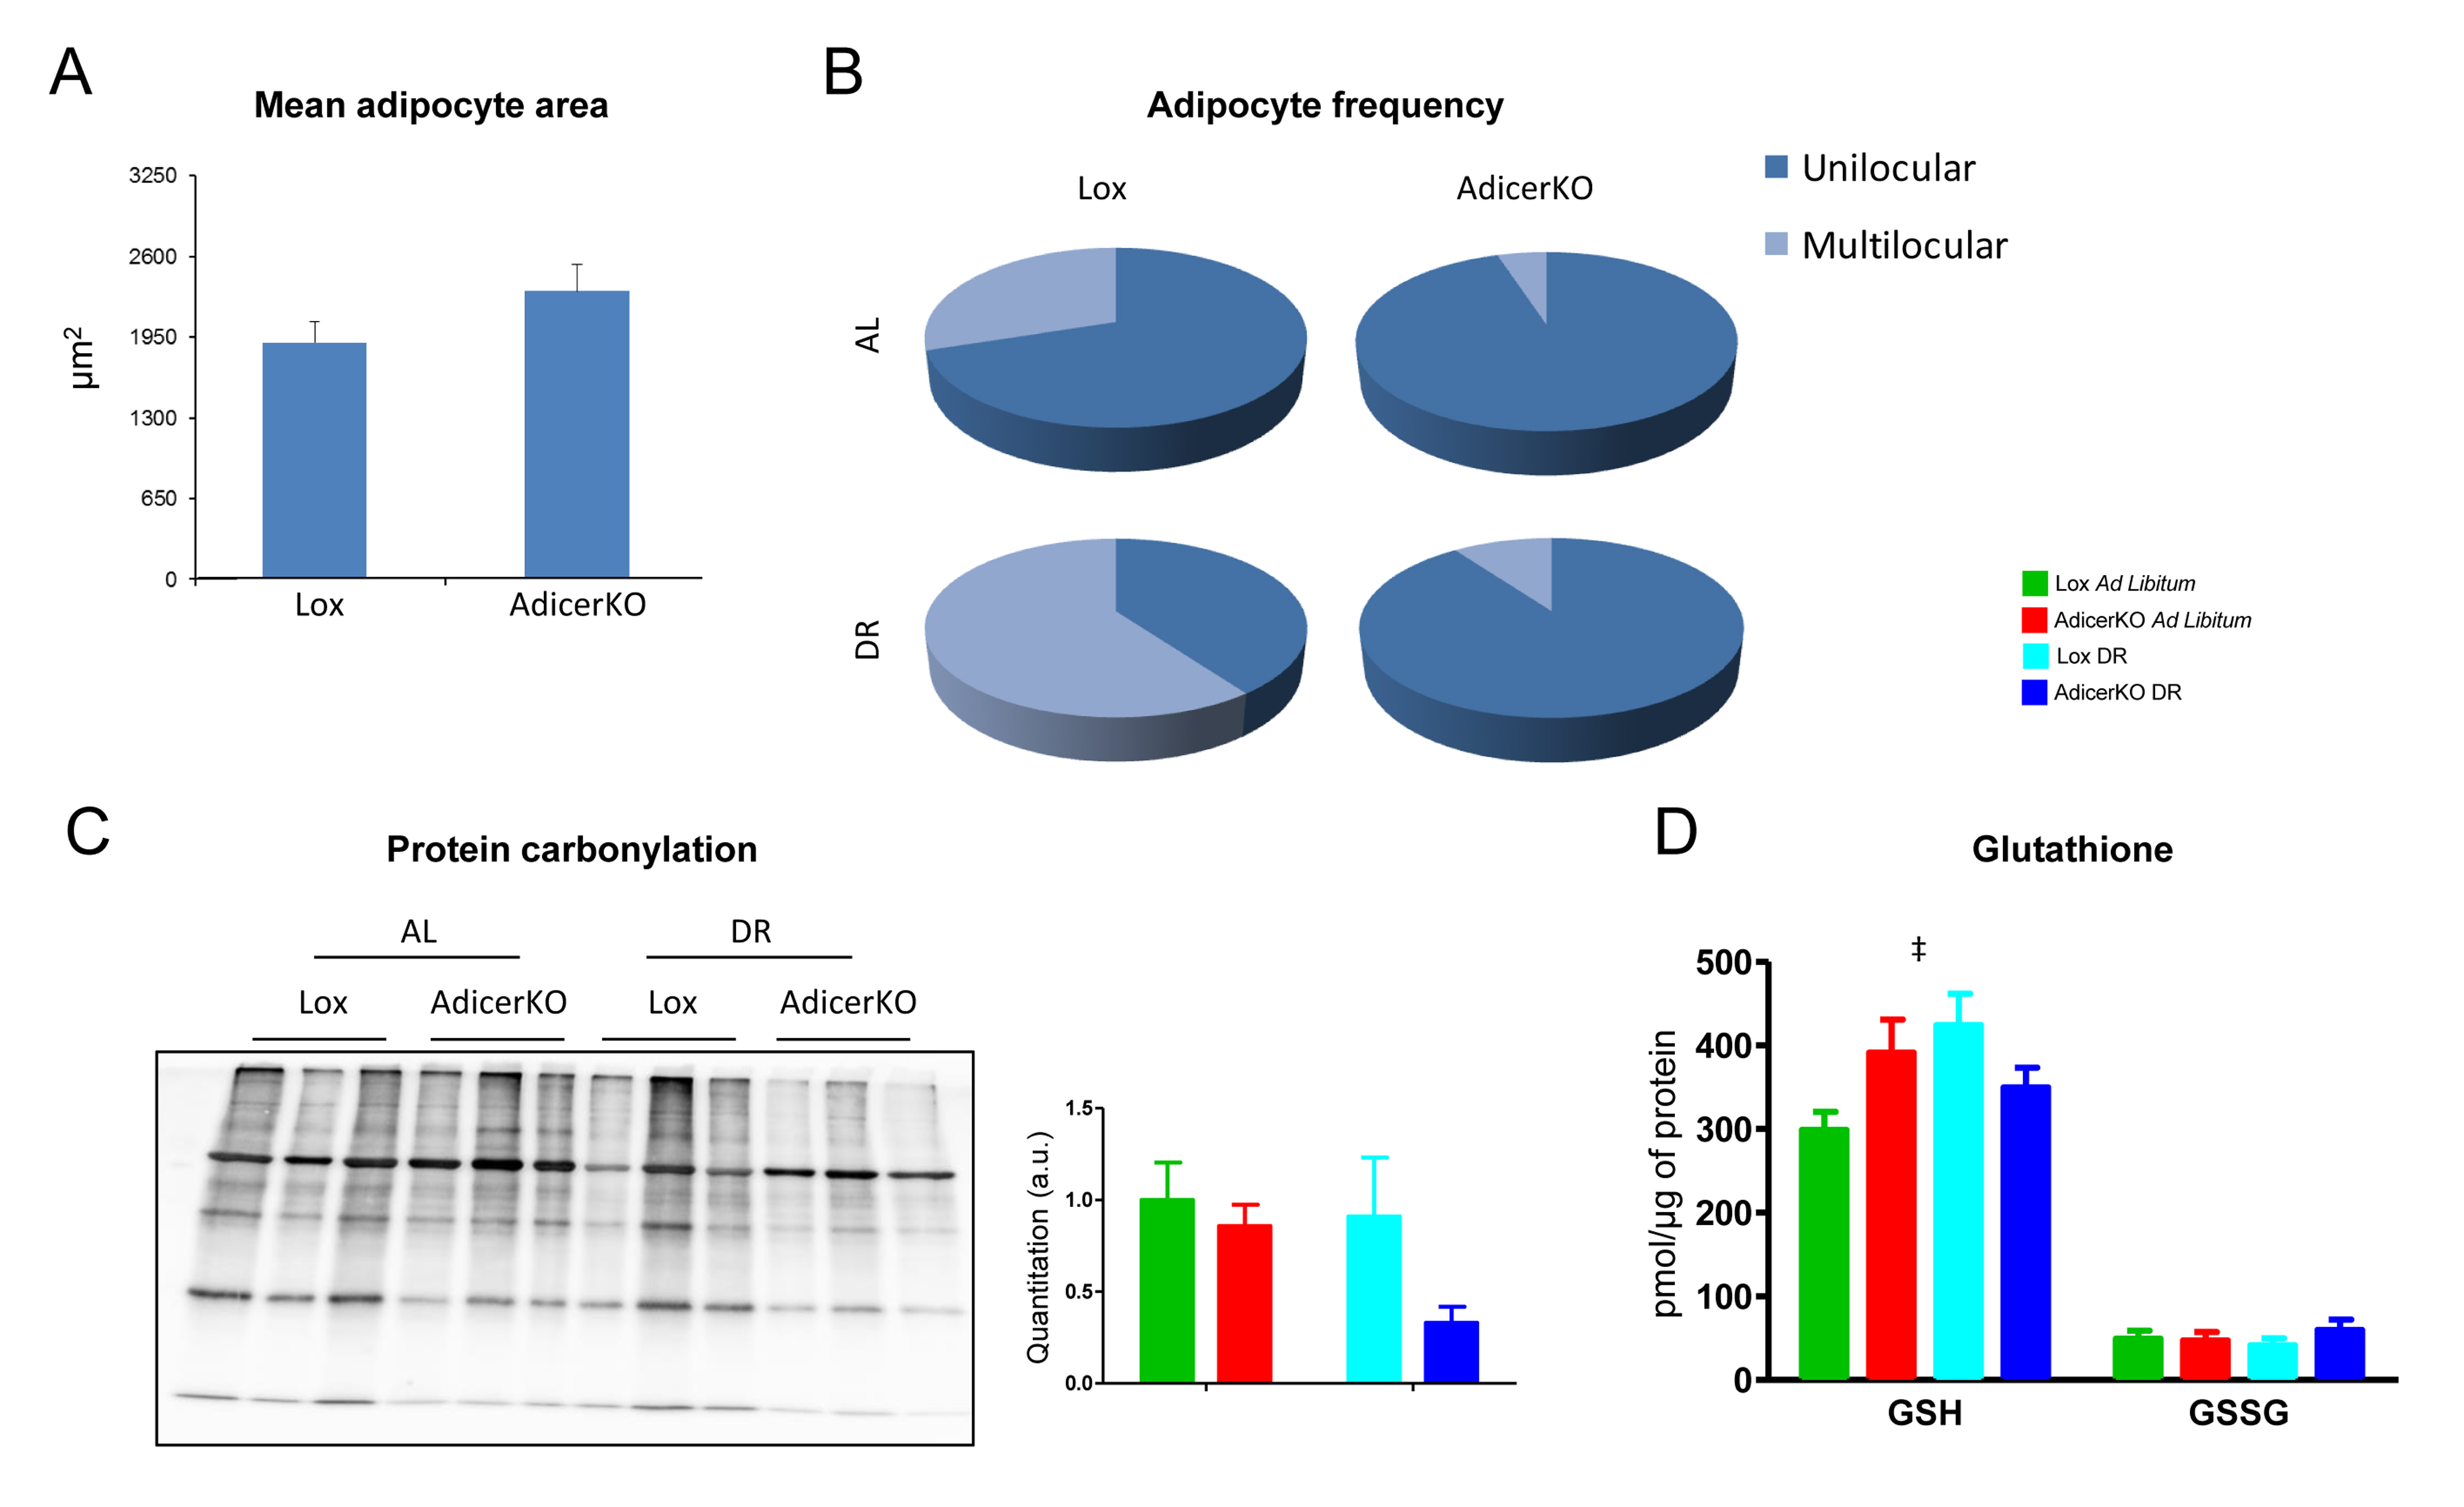 A
Mean adipocyte area
3250
2600
1950
1300
650
0
µm2
Lox
AdicerKO
B
Adipocyte frequency
Lox
AdicerKO
Unilocular
Multilocular
AL
DR
Lox Ad Libitum
AdicerKO Ad Libitum
Lox DR
AdicerKO DR
C
Protein carbonylation
AL
DR
Lox
AdicerKO
Lox
AdicerKO
1.5
1.0
0.5
0.0
Quantitation (a.u.)
D
Glutathione
‡
500
400
300
200
100
0
pmol/µg of protein
GSH
GSSG